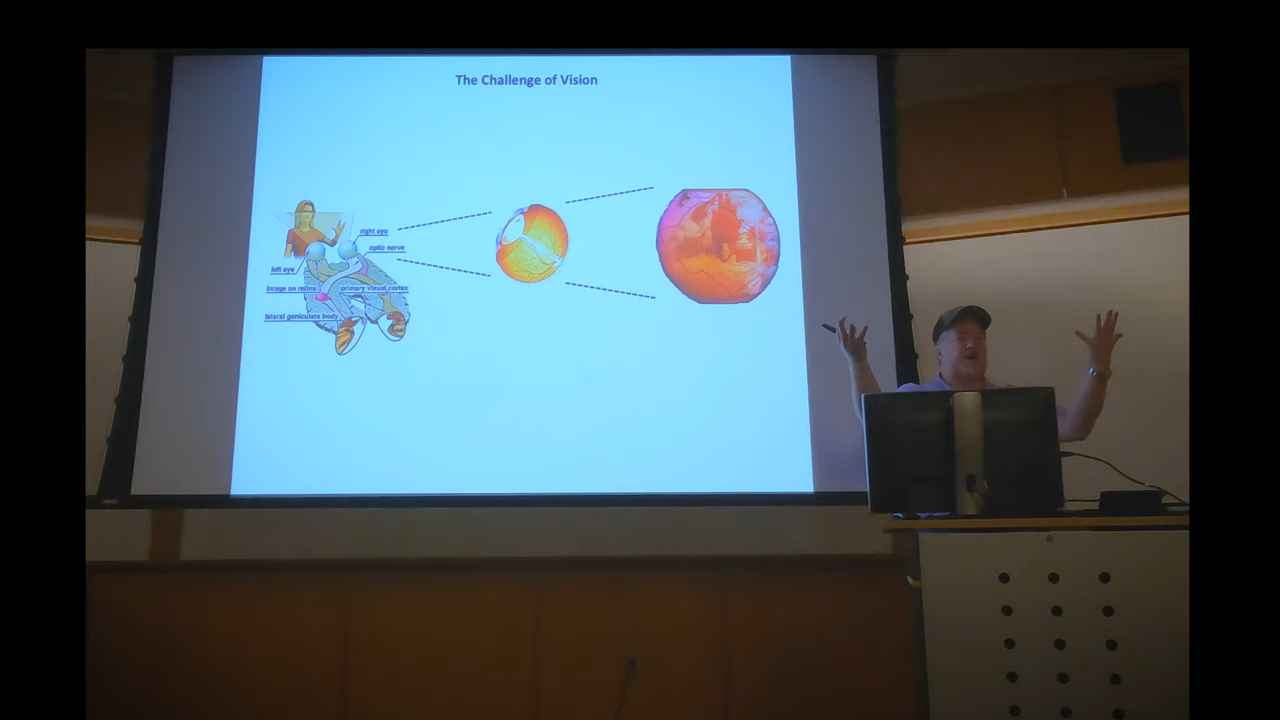 The Challenge of Vision
right eye
optic nerve
left eye
image on retina
primary visual cortex
lateral geniculate body